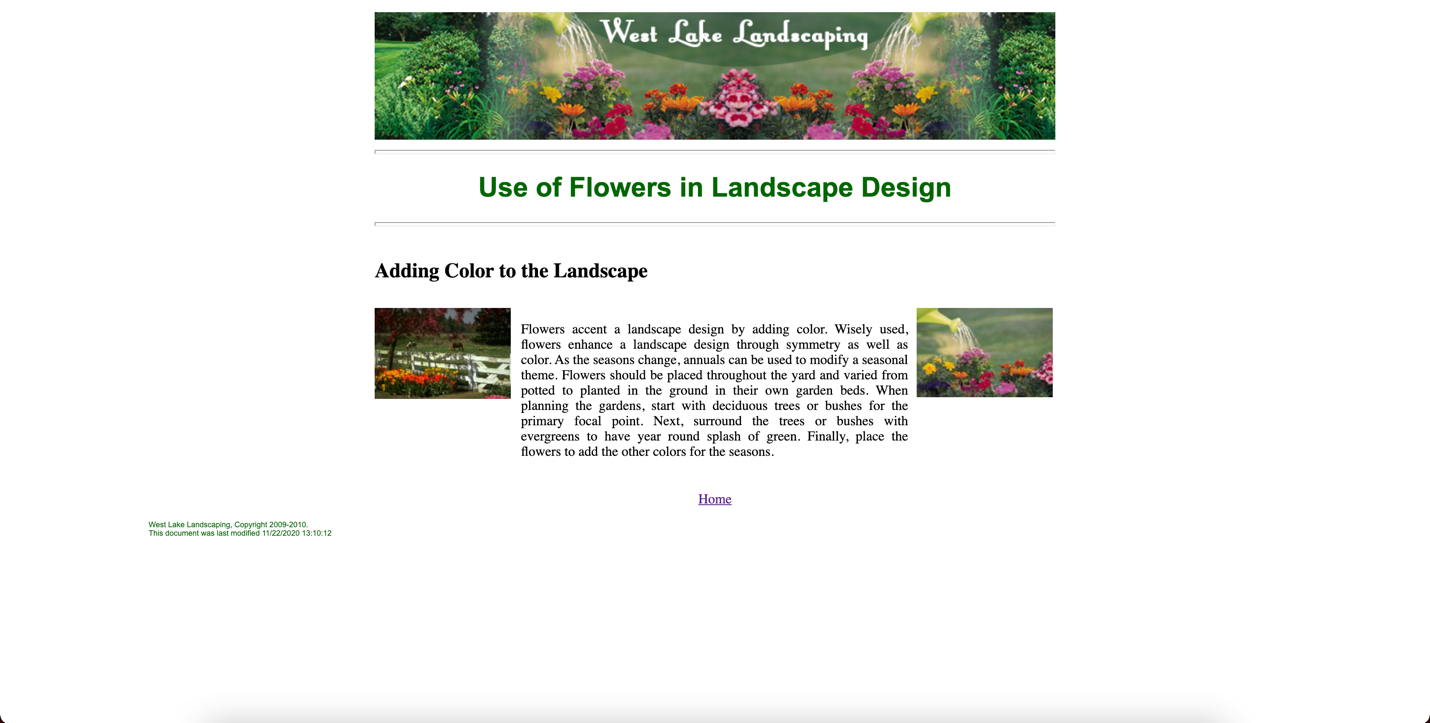 West Lake Landscaping
Use of Flowers in Landscape Design
Adding Color to the Landscape
Flowers accent a landscape design by adding color. Wisely used,
flowers enhance a landscape design through symmetry as well as
color. As the seasons change, annuals can be used to modify a seasonal
theme. Flowers should be placed throughout the yard and varied from
potted to planted in the ground in their own garden beds. When
planning the gardens, start with deciduous trees or bushes for the
primary focal point. Next, surround the trees or bushes with
evergreens to have year round splash of green. Finally, place the
flowers to add the other colors for the seasons.
Home
West Lake Landscaping, Copyright 2009-2010.
This document was last modified 11/22/2020 13:10:12